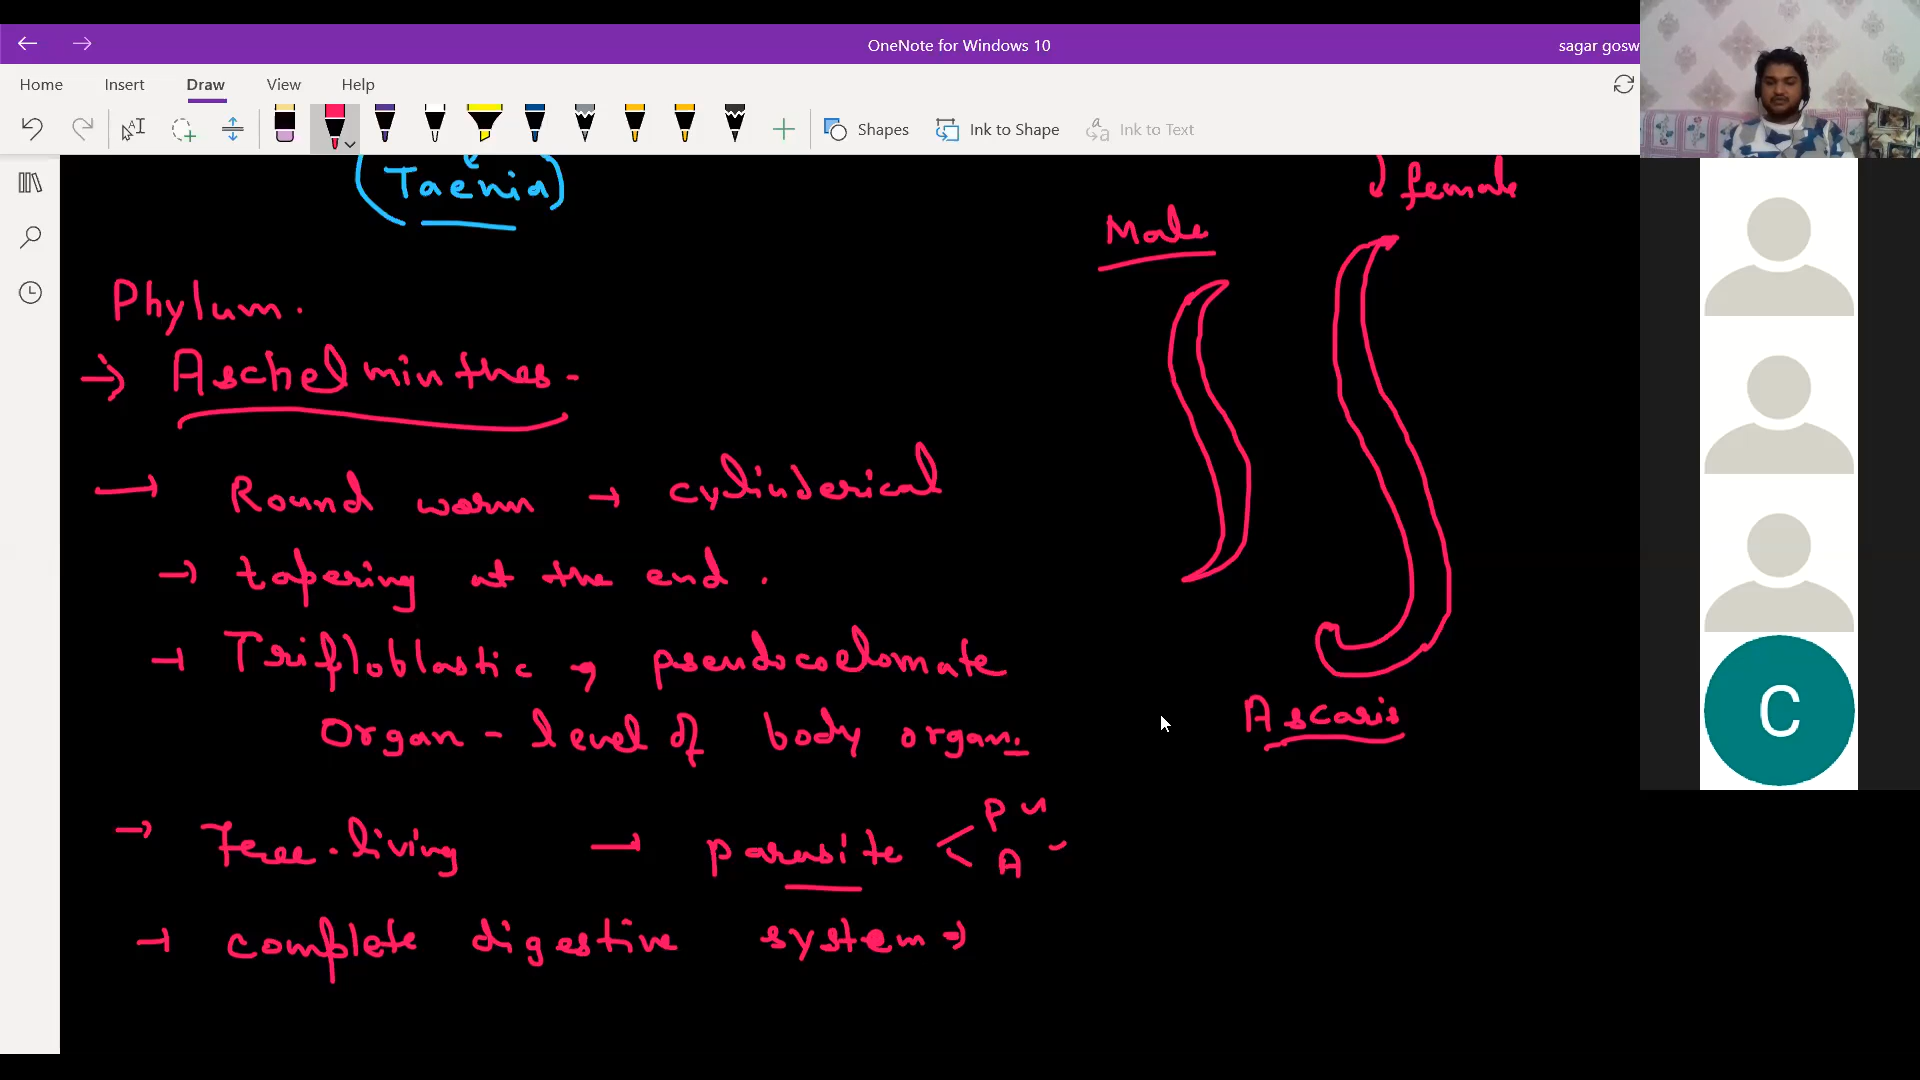 OneNote for Windows 10
sagar gosw
Home Insert Draw View Help
Shapes Ink to Shape Ink to Text
(Taenia)
female
Male
Phylum.
→ Aschelminthes -
→ Round worm → cylinderical
→ tapering at the end.
→ Trifloblastic, pseudocoelomate
Organ - level of body organ.
→ Free-living → parasite < P
A
→ complete digestive system →
Ascaris
C